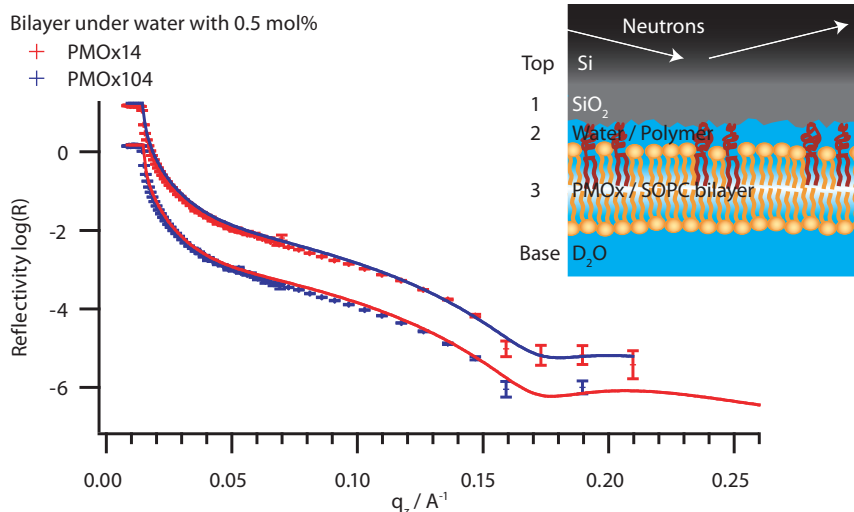 Bilayer under water with 0.5 mol%
PMOx14
PMOx104
Reflectivity log(R)
0
-2
-4
-6
0.00 0.05 0.10 0.15 0.20 0.25
q_z / A^-1
Neutrons
Top Si
1 SiO₂
2 Water / Polymer
3 PMOx / SOPC bilayer
Base D₂O